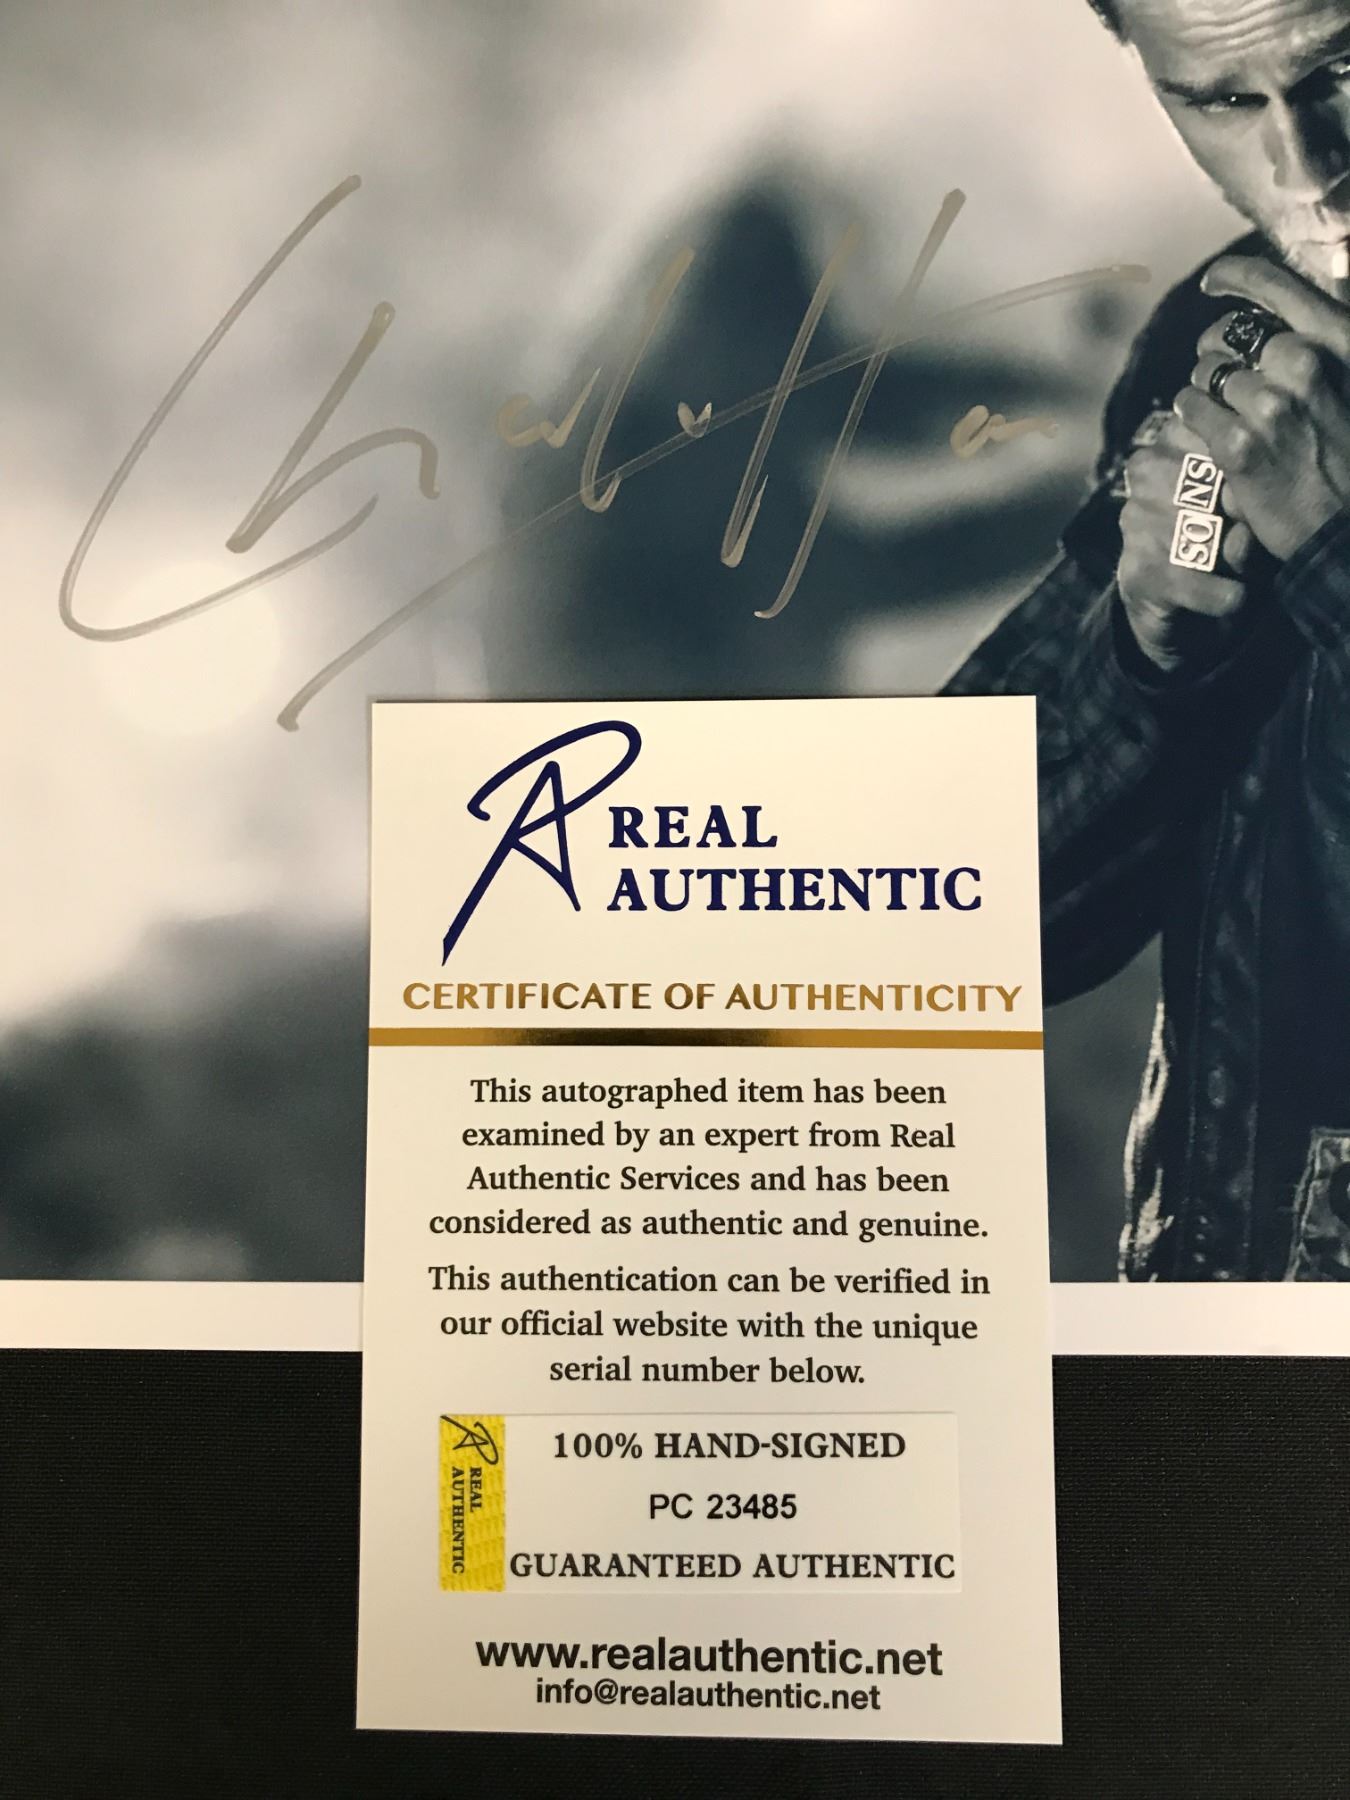 SONS
REAL
AUTHENTIC
CERTIFICATE OF AUTHENTICITY
This autographed item has been
examined by an expert from Real
Authentic Services and has been
considered as authentic and genuine.
This authentication can be verified in
our official website with the unique
serial number below.
REAL
AUTHENTIC
100% HAND-SIGNED
PC 23485
GUARANTEED AUTHENTIC
www.realauthentic.net
info@realauthentic.net